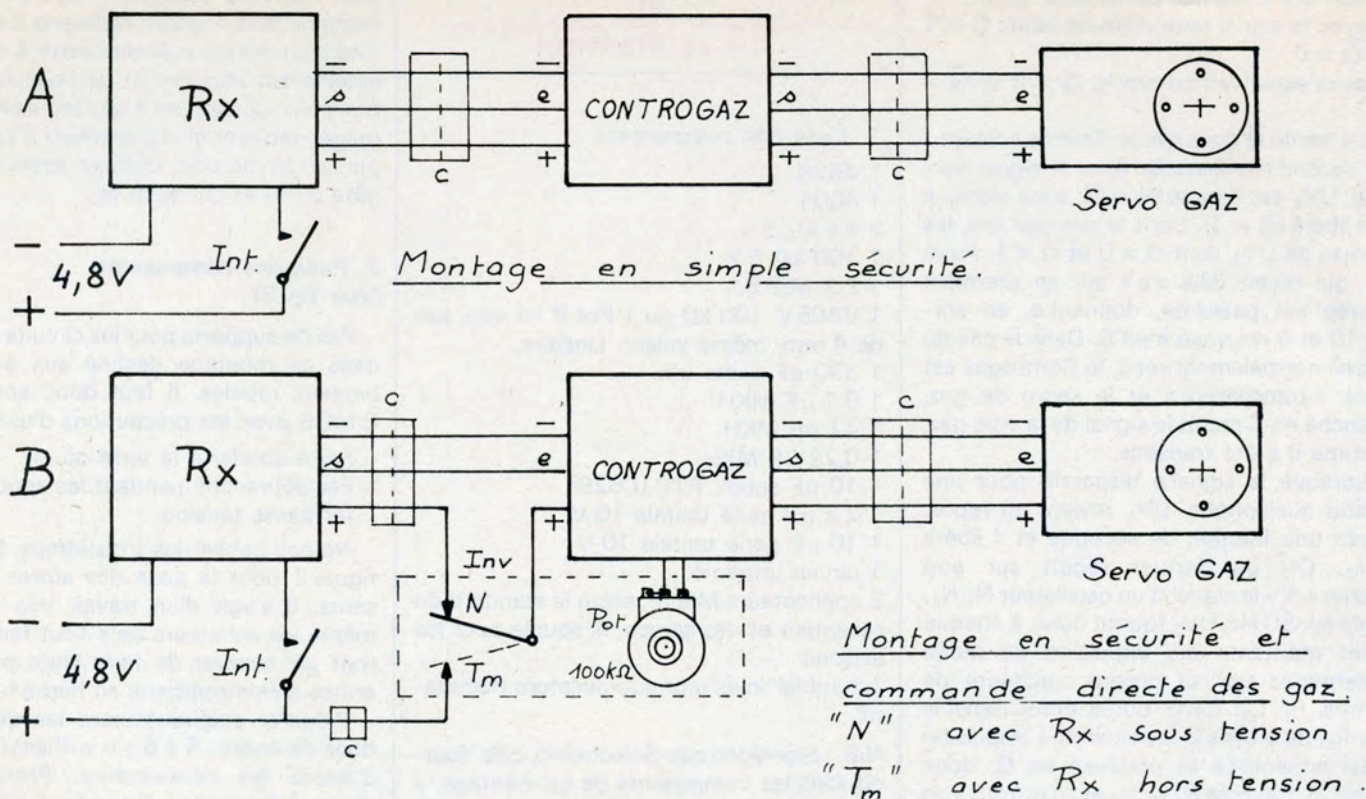 A
Rx
− − − −
s e s e
+ + + +
c c
CONTROGAZ
Servo GAZ
−
4,8v
+
Int.
Montage en simple sécurité.
B
Rx
− − − −
s e s e
+ + + +
c c
CONTROGAZ
Servo GAZ
−
4,8v
+
Int.
Inv.
N
Tm
Pot.
100kΩ
c
Montage en sécurité et
commande directe des gaz
"N" avec Rx sous tension
"Tm" avec Rx hors tension.